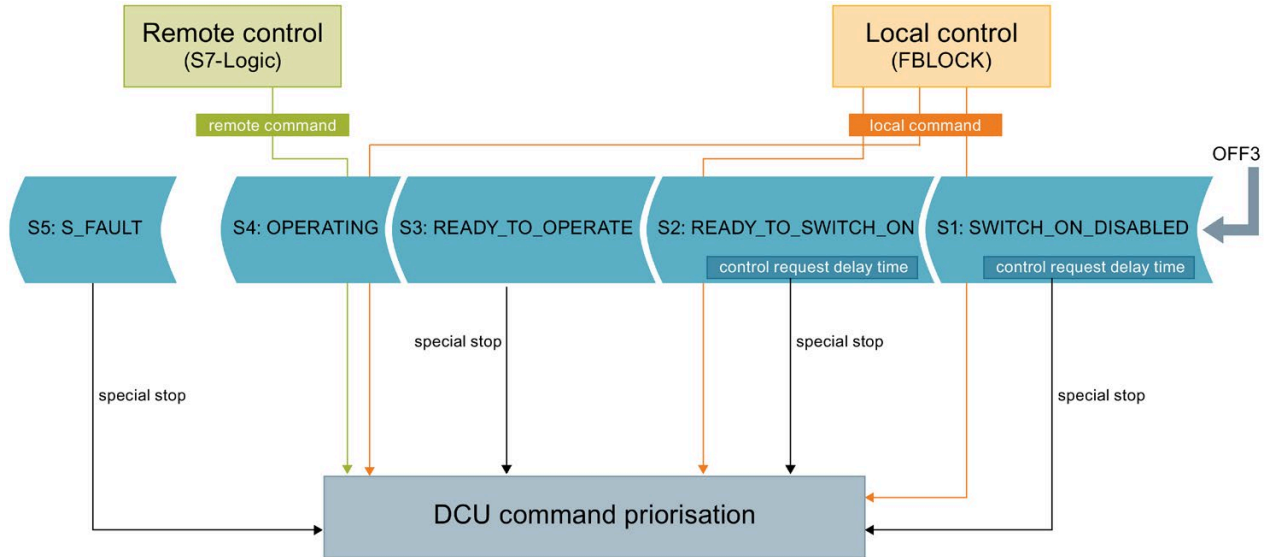 Remote control
(S7-Logic)
Local control
(FBLOCK)
remote command
local command
OFF3
S5: S_FAULT
S4: OPERATING
S3: READY_TO_OPERATE
S2: READY_TO_SWITCH_ON
S1: SWITCH_ON_DISABLED
control request delay time
control request delay time
special stop
special stop
special stop
special stop
DCU command priorisation